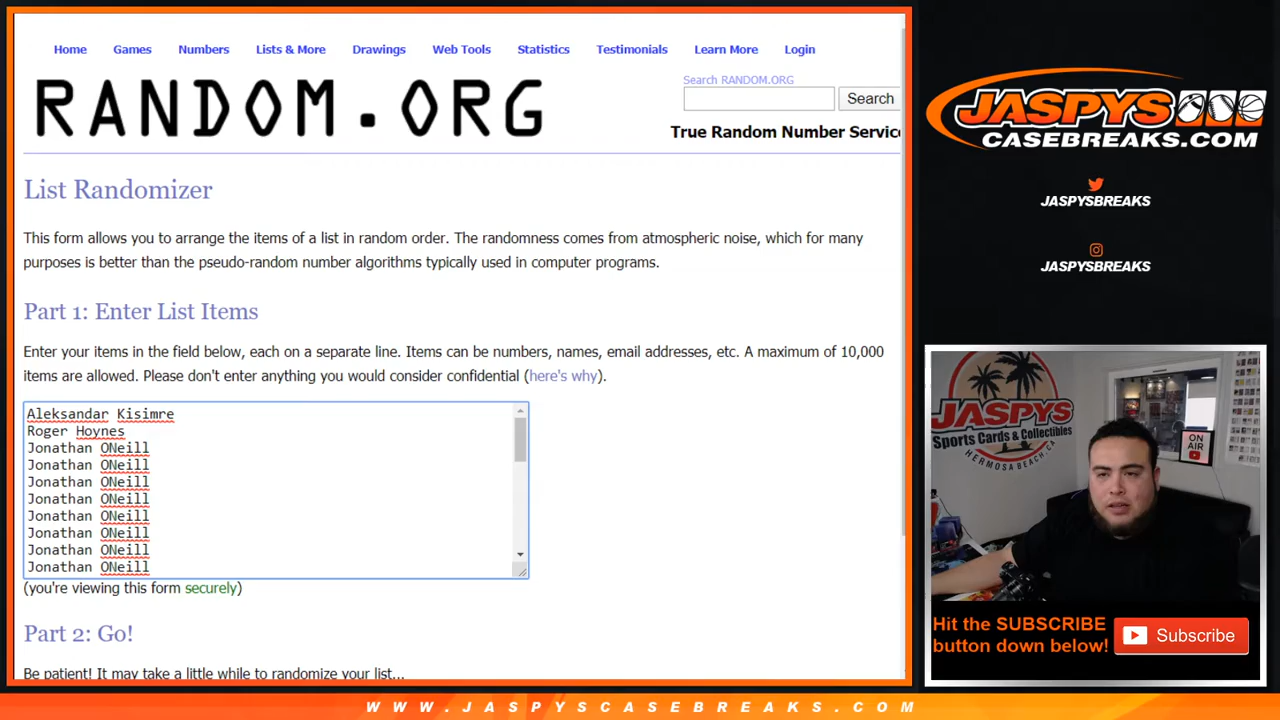 Home Games Numbers Lists & More Drawings Web Tools Statistics Testimonials Learn More Login
RANDOM.ORG
Search RANDOM.ORG
Search
True Random Number Servic
List Randomizer
This form allows you to arrange the items of a list in random order. The randomness comes from atmospheric noise, which for many
purposes is better than the pseudo-random number algorithms typically used in computer programs.
Part 1: Enter List Items
Enter your items in the field below, each on a separate line. Items can be numbers, names, email addresses, etc. A maximum of 10,000
items are allowed. Please don't enter anything you would consider confidential (here's why).
Aleksandar Kisimre
Roger Hoynes
Jonathan ONeill
Jonathan ONeill
Jonathan ONeill
Jonathan ONeill
Jonathan ONeill
Jonathan ONeill
Jonathan ONeill
Jonathan ONeill
(you're viewing this form securely)
Part 2: Go!
Be patient! It may take a little while to randomize your list...
JASPYS
CASEBREAKS.COM
JASPYSBREAKS
JASPYSBREAKS
JASPYS
Sports Cards & Collectibles
HERMOSA BEACH, CA
ON
AIR
Hit the SUBSCRIBE
button down below!
Subscribe
WWW.JASPYSCASEBREAKS.COM